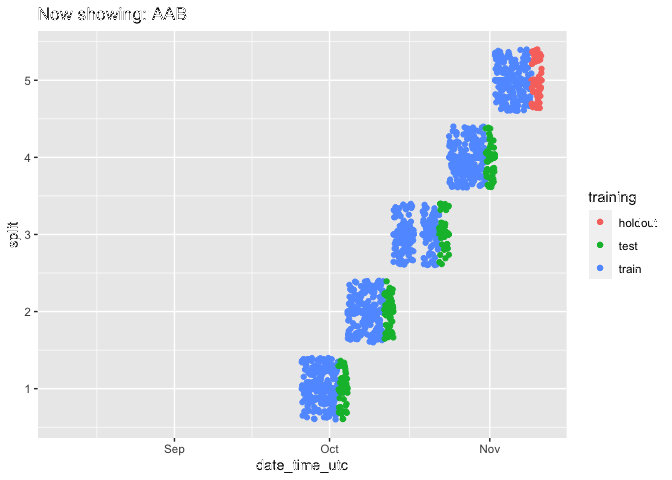 Now showing: AAB
5
4
3
2
1
split
Sep
Oct
Nov
date_time_utc
training
holdout
test
train